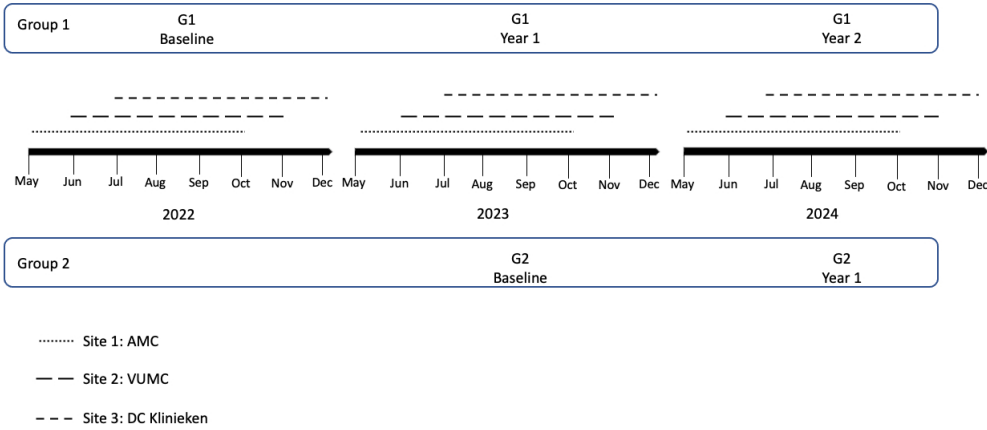 Group 1
G1
Baseline
G1
Year 1
G1
Year 2
May Jun Jul Aug Sep Oct Nov Dec May Jun Jul Aug Sep Oct Nov Dec May Jun Jul Aug Sep Oct Nov Dec
2022 2023 2024
Group 2
G2
Baseline
G2
Year 1
Site 1: AMC
Site 2: VUMC
Site 3: DC Klinieken